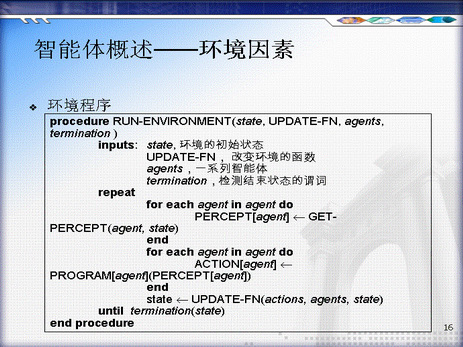 智能体概述——环境因素
环境程序
procedure RUN-ENVIRONMENT(state, UPDATE-FN, agents,
termination )
inputs: state, 环境的初始状态
UPDATE-FN， 改变环境的函数
agents，一系列智能体
termination，检测结束状态的谓词
repeat
for each agent in agent do
PERCEPT[agent] ← GET-
PERCEPT(agent, state)
end
for each agent in agent do
ACTION[agent] ←
PROGRAM[agent](PERCEPT[agent])
end
state ← UPDATE-FN(actions, agents, state)
until termination(state)
end procedure
16